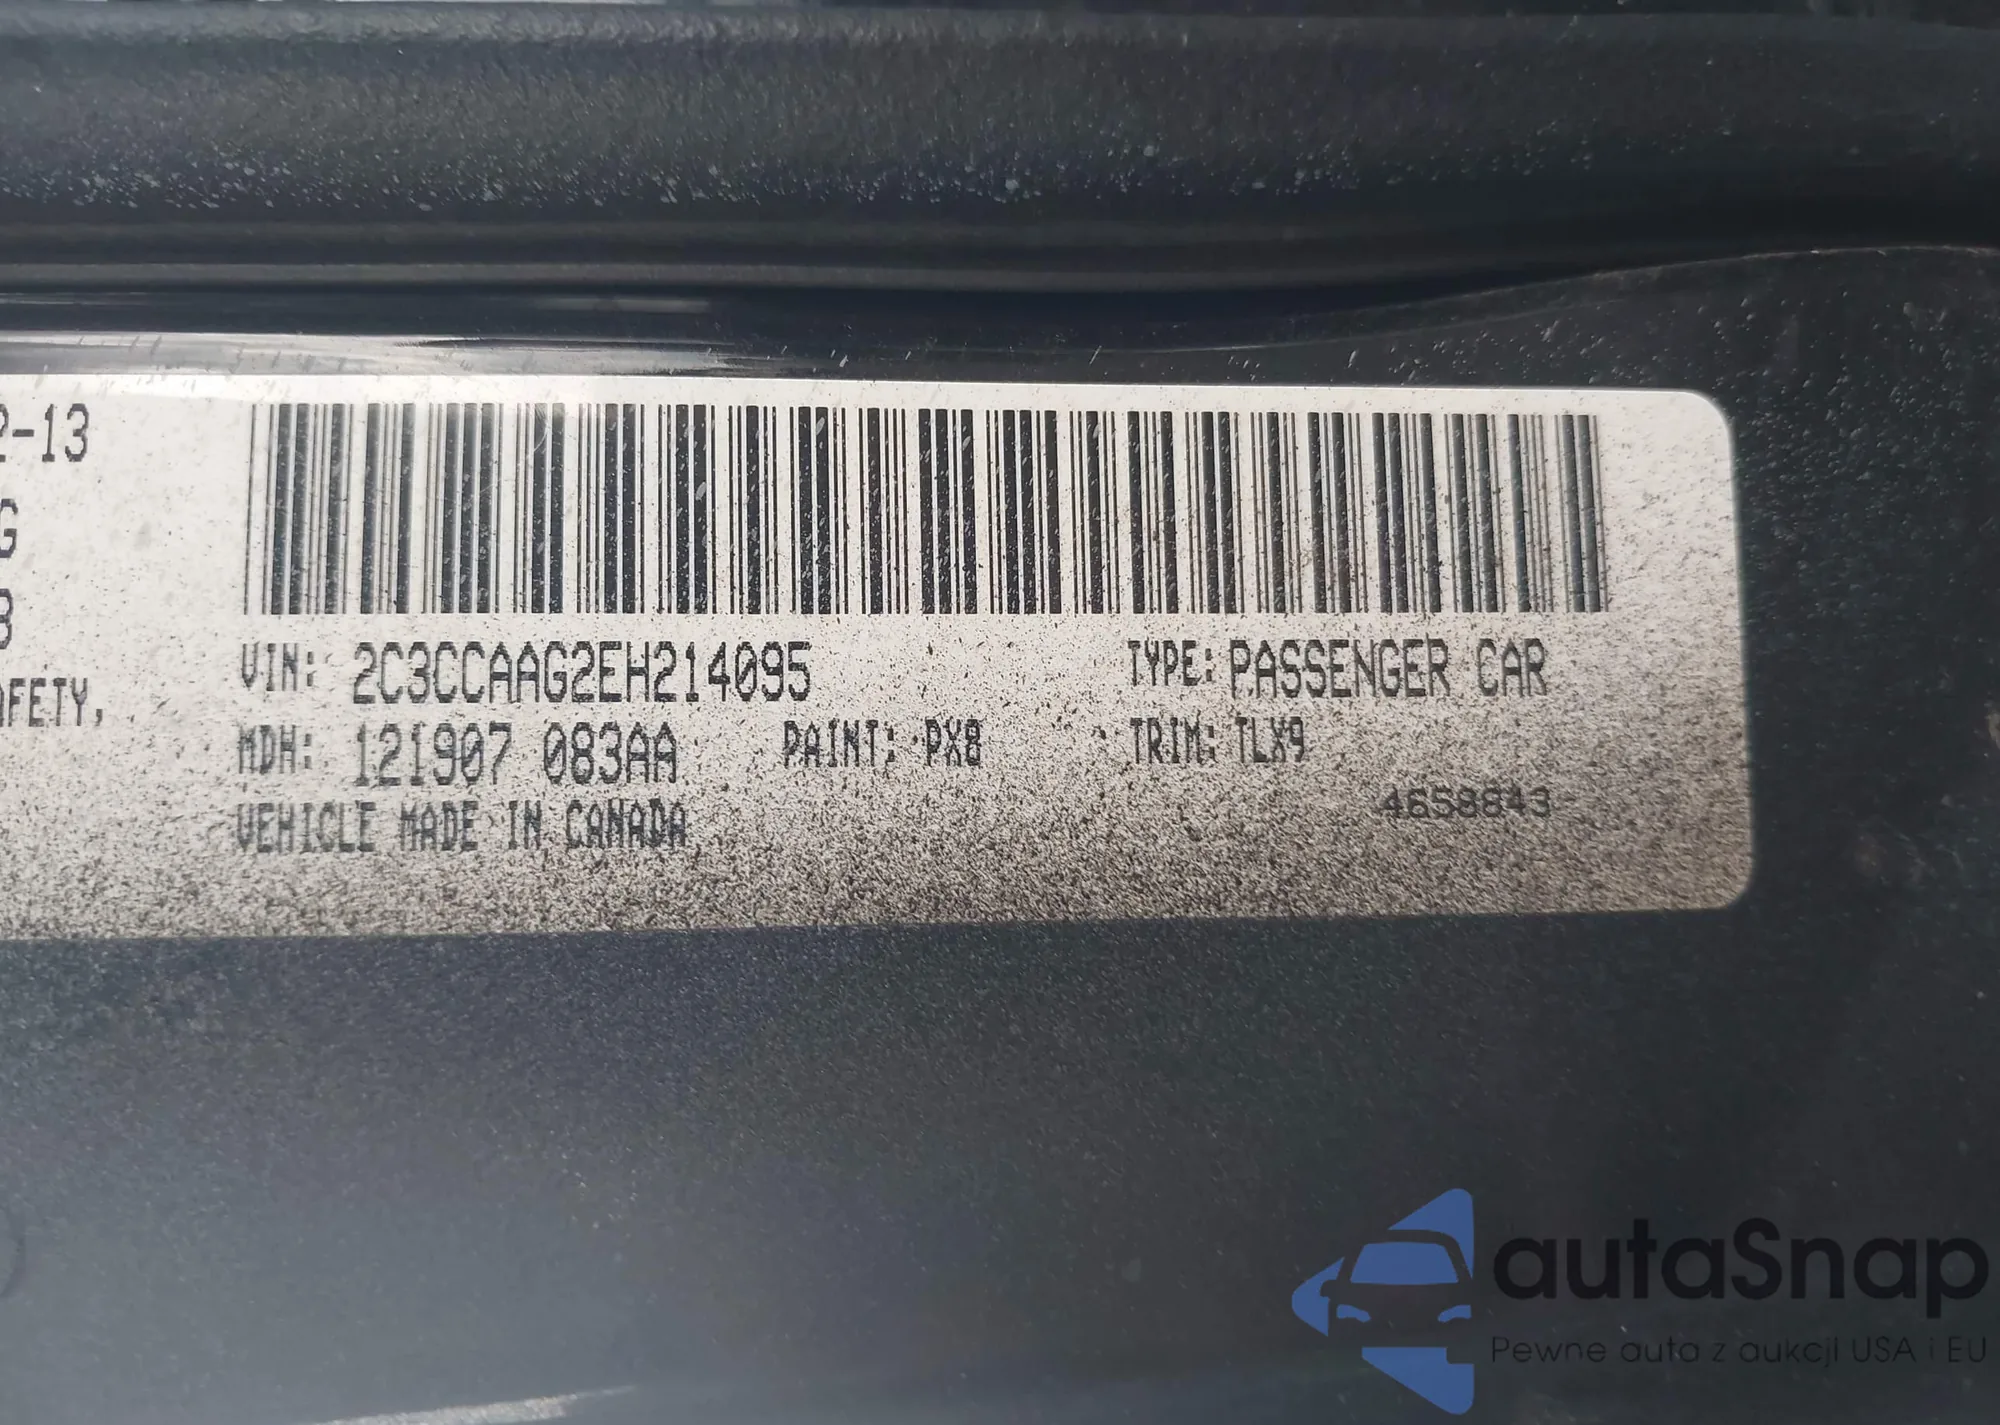 2-13
G
AFETY,
VIN: 2C3CCAAG2EH214095
TYPE: PASSENGER CAR
MDH: 121907 083AA
PAINT: PX8
TRIM: TLX9
VEHICLE MADE IN CANADA
4658843
autaSnap
Pewne auta z aukcji USA i EU